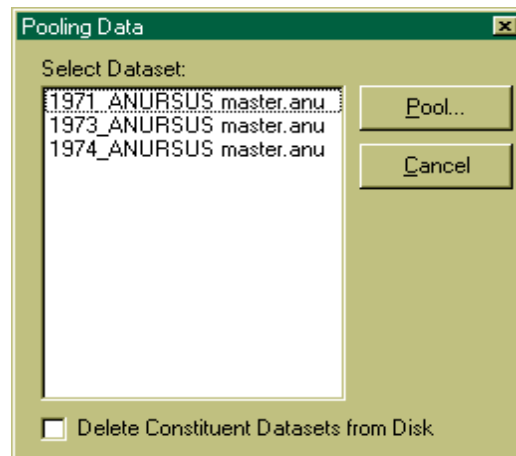 Pooling Data
Select Dataset:
1971_ANURSUS master.anu
1973_ANURSUS master.anu
1974_ANURSUS master.anu
Pool...
Cancel
Delete Constituent Datasets from Disk